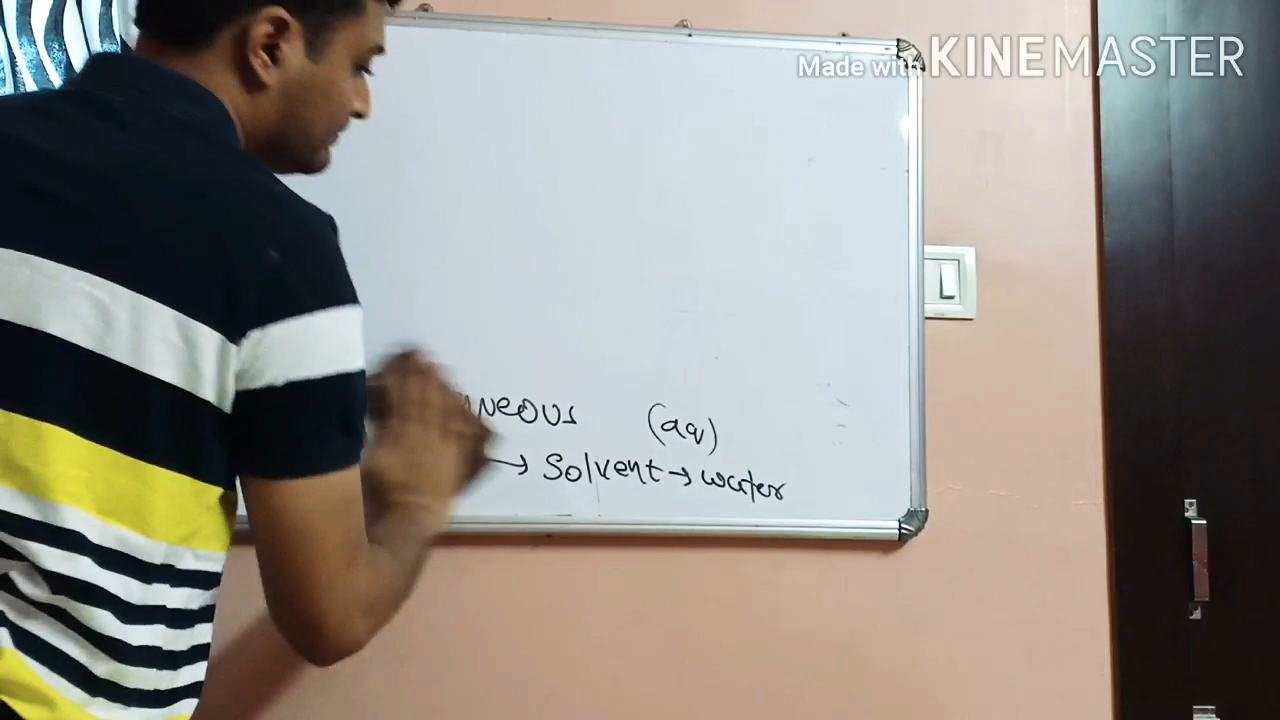 Made with KINEMASTER
neous (aq)
→ Solvent → water